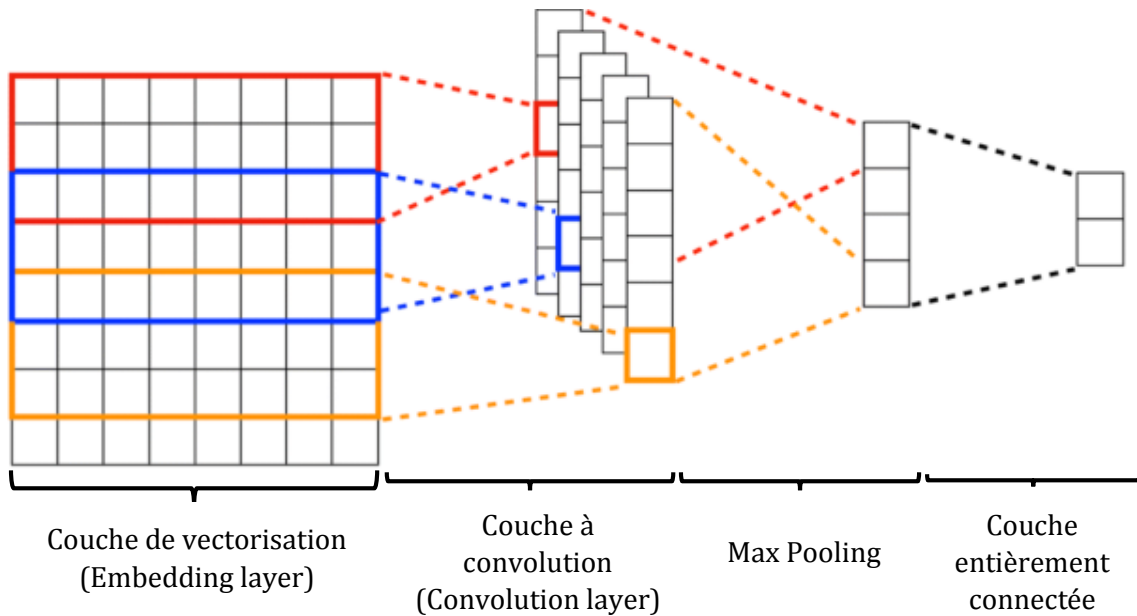 Couche de vectorisation
(Embedding layer)
Couche à
convolution
(Convolution layer)
Max Pooling
Couche
entièrement
connectée